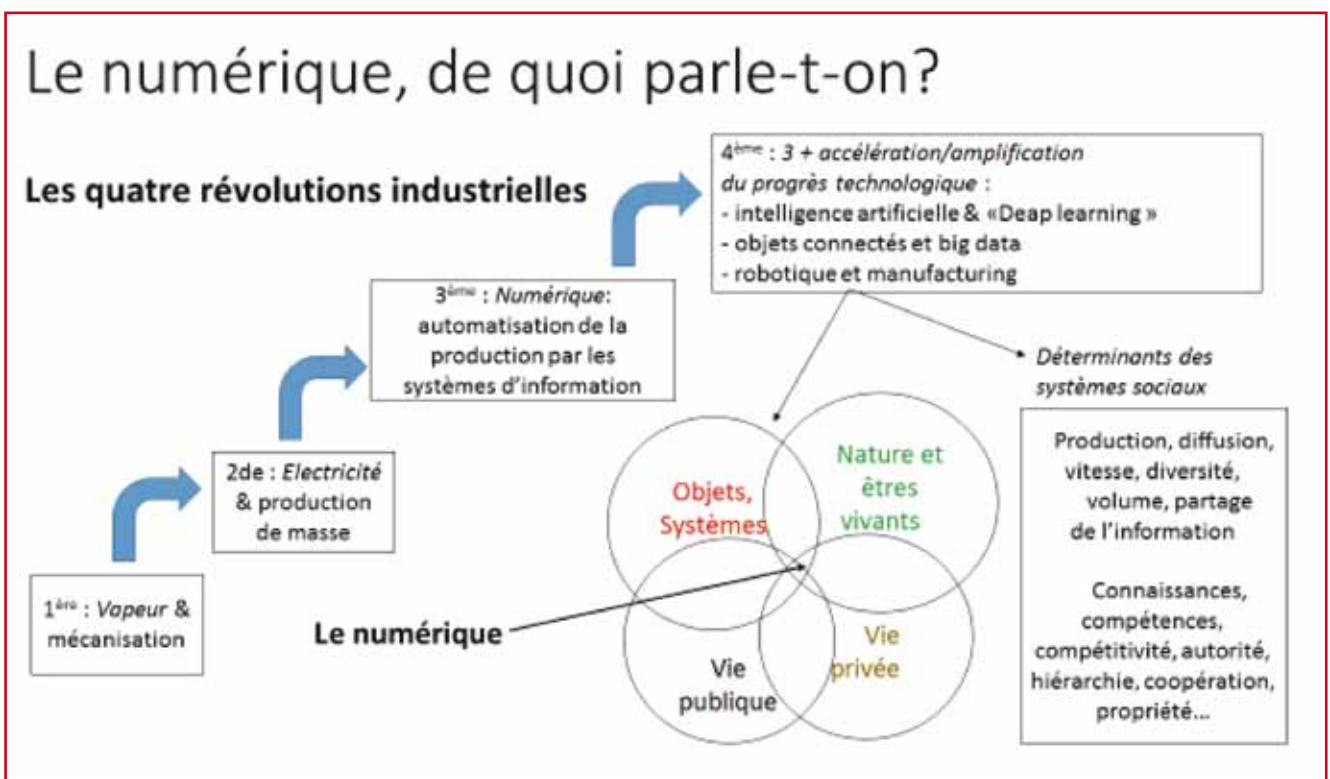 Le numérique, de quoi parle-t-on?
Les quatre révolutions industrielles
4ème : 3 + accélération/amplification
du progrès technologique :
- intelligence artificielle & «Deap learning »
- objets connectés et big data
- robotique et manufacturing
3ème : Numérique:
automatisation de la
production par les
systèmes d'information
2de : Electricité
& production
de masse
1ère : Vapeur &
mécanisation
Le numérique
Objets,
Systèmes
Nature et
êtres
vivants
Vie
publique
Vie
privée
Déterminants des
systèmes sociaux
Production, diffusion,
vitesse, diversité,
volume, partage
de l'information
Connaissances,
compétences,
compétitivité, autorité,
hiérarchie, coopération,
propriété...